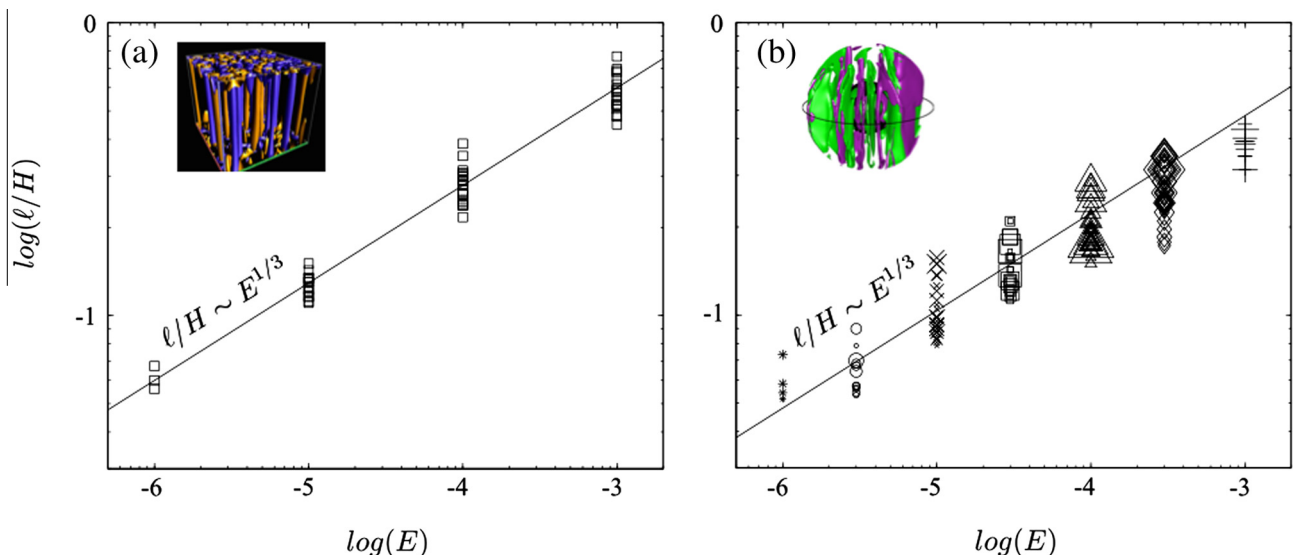 0
(a)
log(ℓ/H)
ℓ/H ~ E^{1/3}
-1
-6 -5 -4 -3
log(E)
0
(b)
ℓ/H ~ E^{1/3}
-1
-6 -5 -4 -3
log(E)